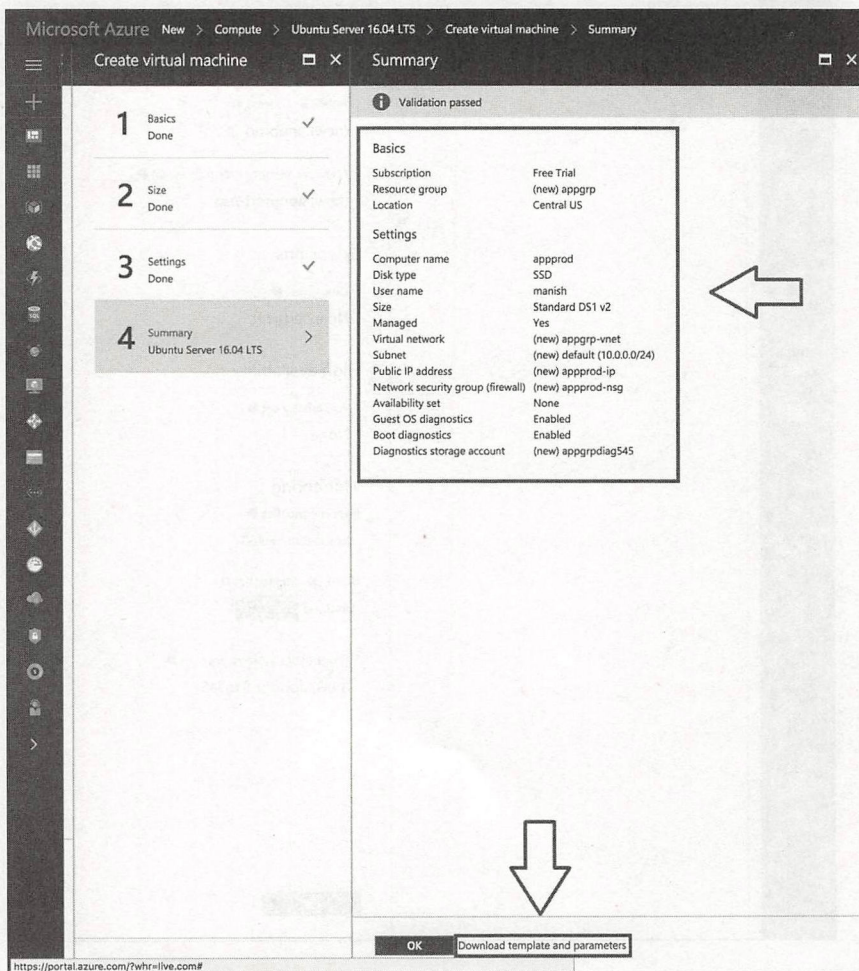 Microsoft Azure New > Compute > Ubuntu Server 16.04 LTS > Create virtual machine > Summary
Create virtual machine
Summary
1 Basics
Done
2 Size
Done
3 Settings
Done
4 Summary
Ubuntu Server 16.04 LTS
Validation passed
Basics
Subscription Free Trial
Resource group (new) appgrp
Location Central US
Settings
Computer name appprod
Disk type SSD
User name manish
Size Standard DS1 v2
Managed Yes
Virtual network (new) appgrp-vnet
Subnet (new) default (10.0.0.0/24)
Public IP address (new) appprod-ip
Network security group (firewall) (new) appprod-nsg
Availability set None
Guest OS diagnostics Enabled
Boot diagnostics Enabled
Diagnostics storage account (new) appgrpdiag545
OK Download template and parameters
https://portal.azure.com/?whr=live.com#